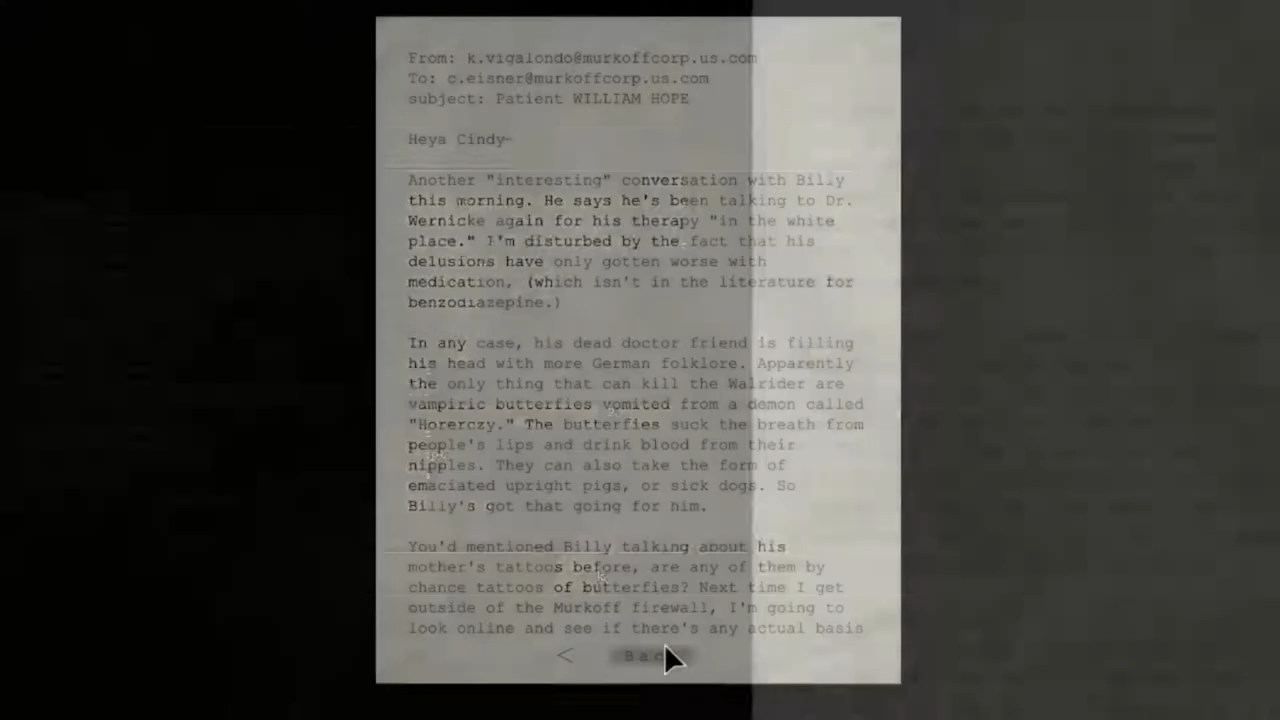 From: k.vigalondo@murkoffcorp.us.com
To: c.eisner@murkoffcorp.us.com
subject: Patient WILLIAM HOPE
Heya Cindy-
Another "interesting" conversation with Billy
this morning. He says he's been talking to Dr.
Wernicke again for his therapy "in the white
place." I'm disturbed by the fact that his
delusions have only gotten worse with
medication, (which isn't in the literature for
benzodiazepine.)
In any case, his dead doctor friend is filling
his head with more German folklore. Apparently
the only thing that can kill the Walrider are
vampiric butterfies vomited from a demon called
"Horerczy." The butterfies suck the breath from
people's lips and drink blood from their
nipples. They can also take the form of
emaciated upright pigs, or sick dogs. So
Billy's got that going for him.
You'd mentioned Billy talking about his
mother's tattoos before, are any of them by
chance tattoos of butterfies? Next time I get
outside of the Murkoff firewall, I'm going to
look online and see if there's any actual basis
< Back